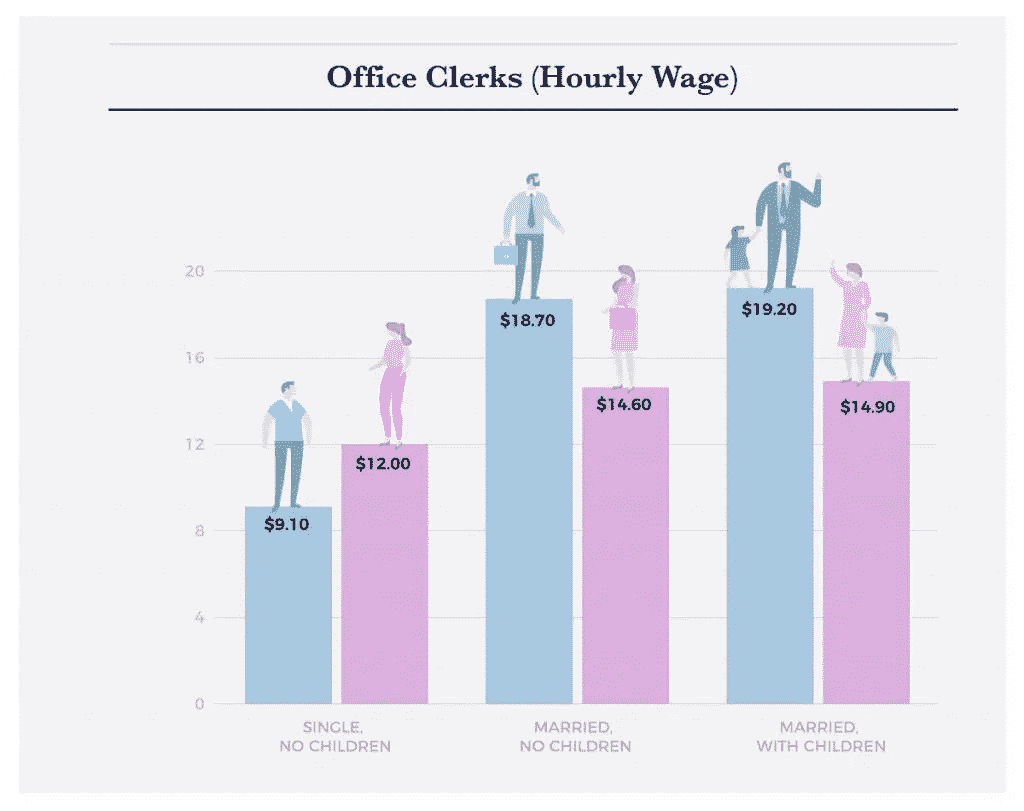 Office Clerks (Hourly Wage)
20
16
12
8
4
0
$9.10
$12.00
$18.70
$14.60
$19.20
$14.90
SINGLE,
NO CHILDREN
MARRIED,
NO CHILDREN
MARRIED,
WITH CHILDREN